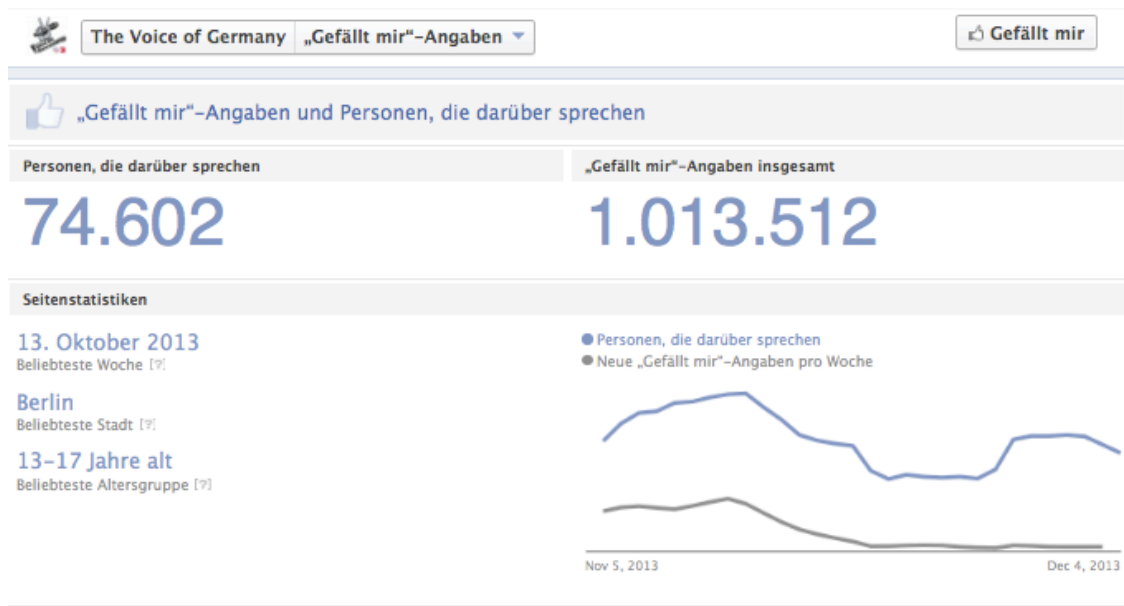 The Voice of Germany „Gefällt mir“-Angaben
Gefällt mir
„Gefällt mir“-Angaben und Personen, die darüber sprechen
Personen, die darüber sprechen
„Gefällt mir“-Angaben insgesamt
74.602
1.013.512
Seitenstatistiken
13. Oktober 2013
Beliebteste Woche [?]
Berlin
Beliebteste Stadt [?]
13-17 Jahre alt
Beliebteste Altersgruppe [?]
Personen, die darüber sprechen
Neue „Gefällt mir“-Angaben pro Woche
Nov 5, 2013
Dec 4, 2013